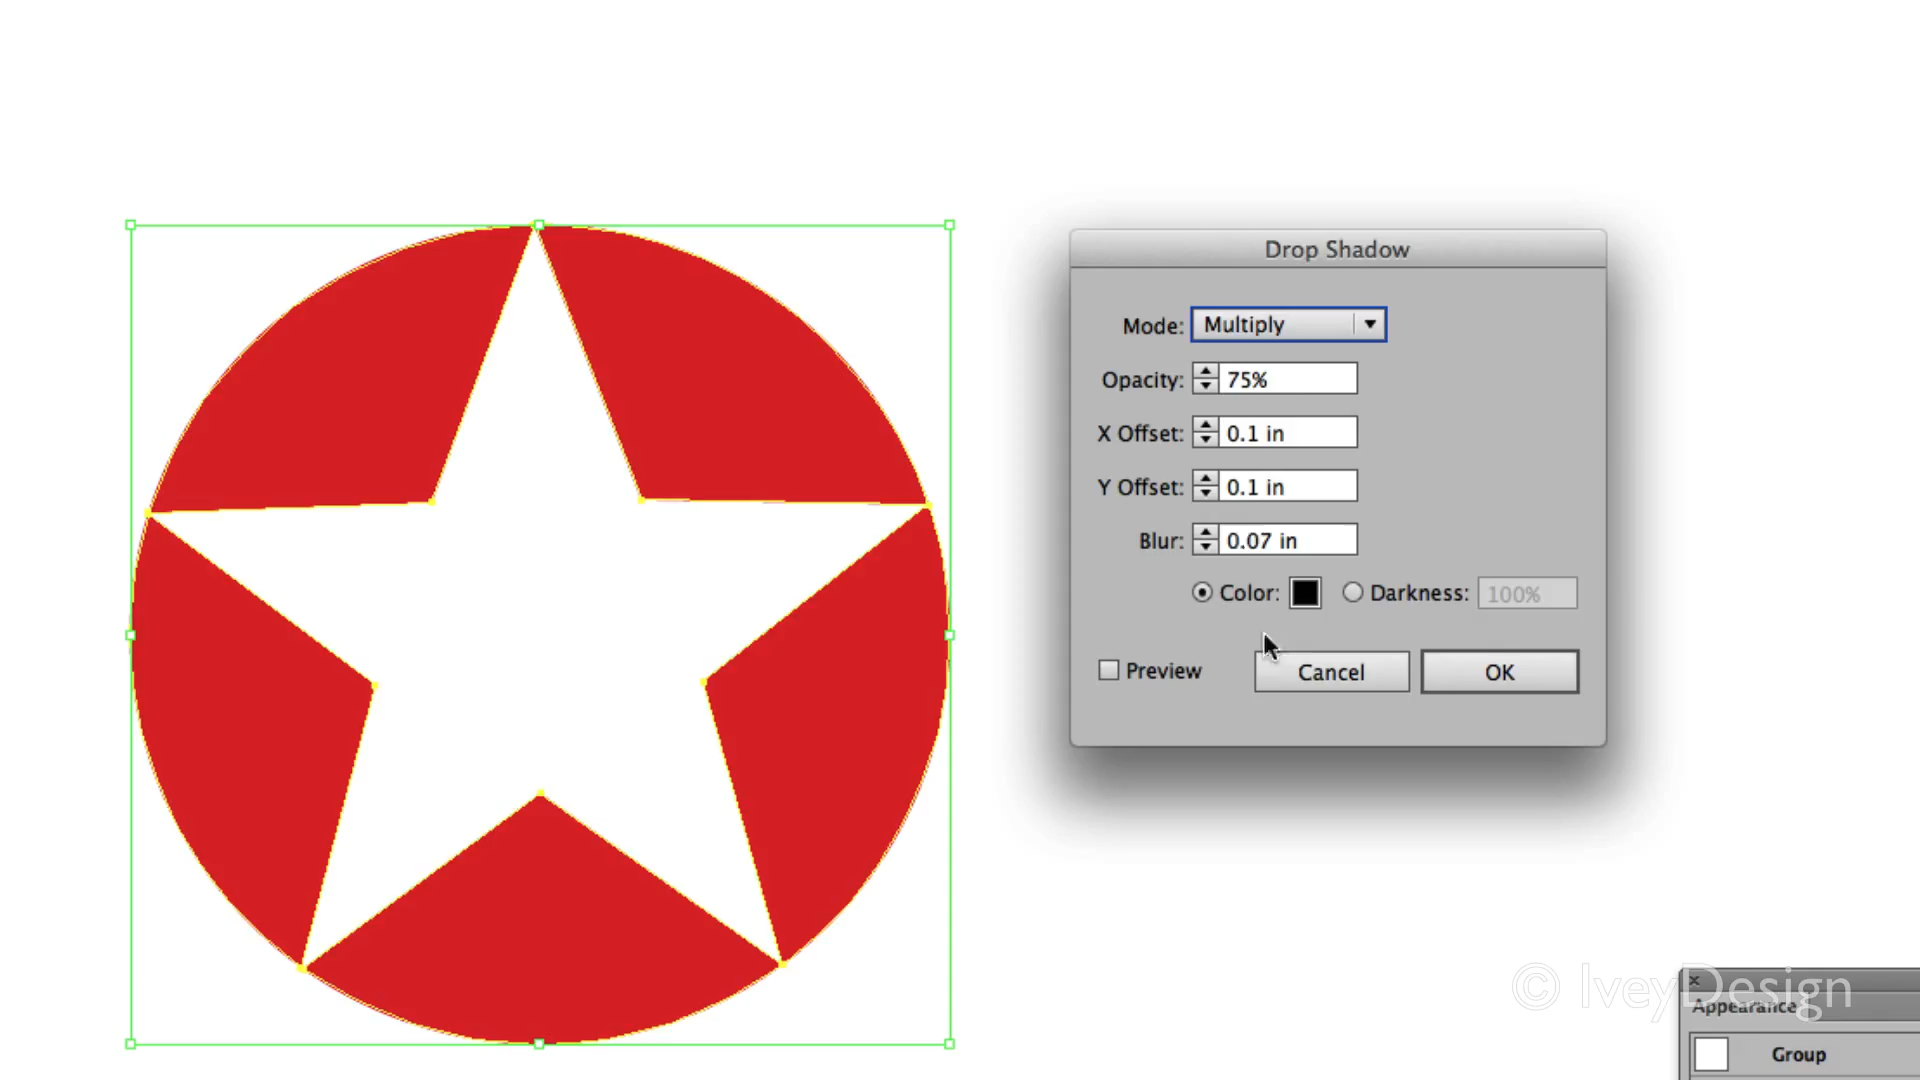 Drop Shadow
Mode: Multiply
Opacity: 75%
X Offset: 0.1 in
Y Offset: 0.1 in
Blur: 0.07 in
Color: Darkness: 100%
Preview Cancel OK
© IveyDesign
Appearance
Group